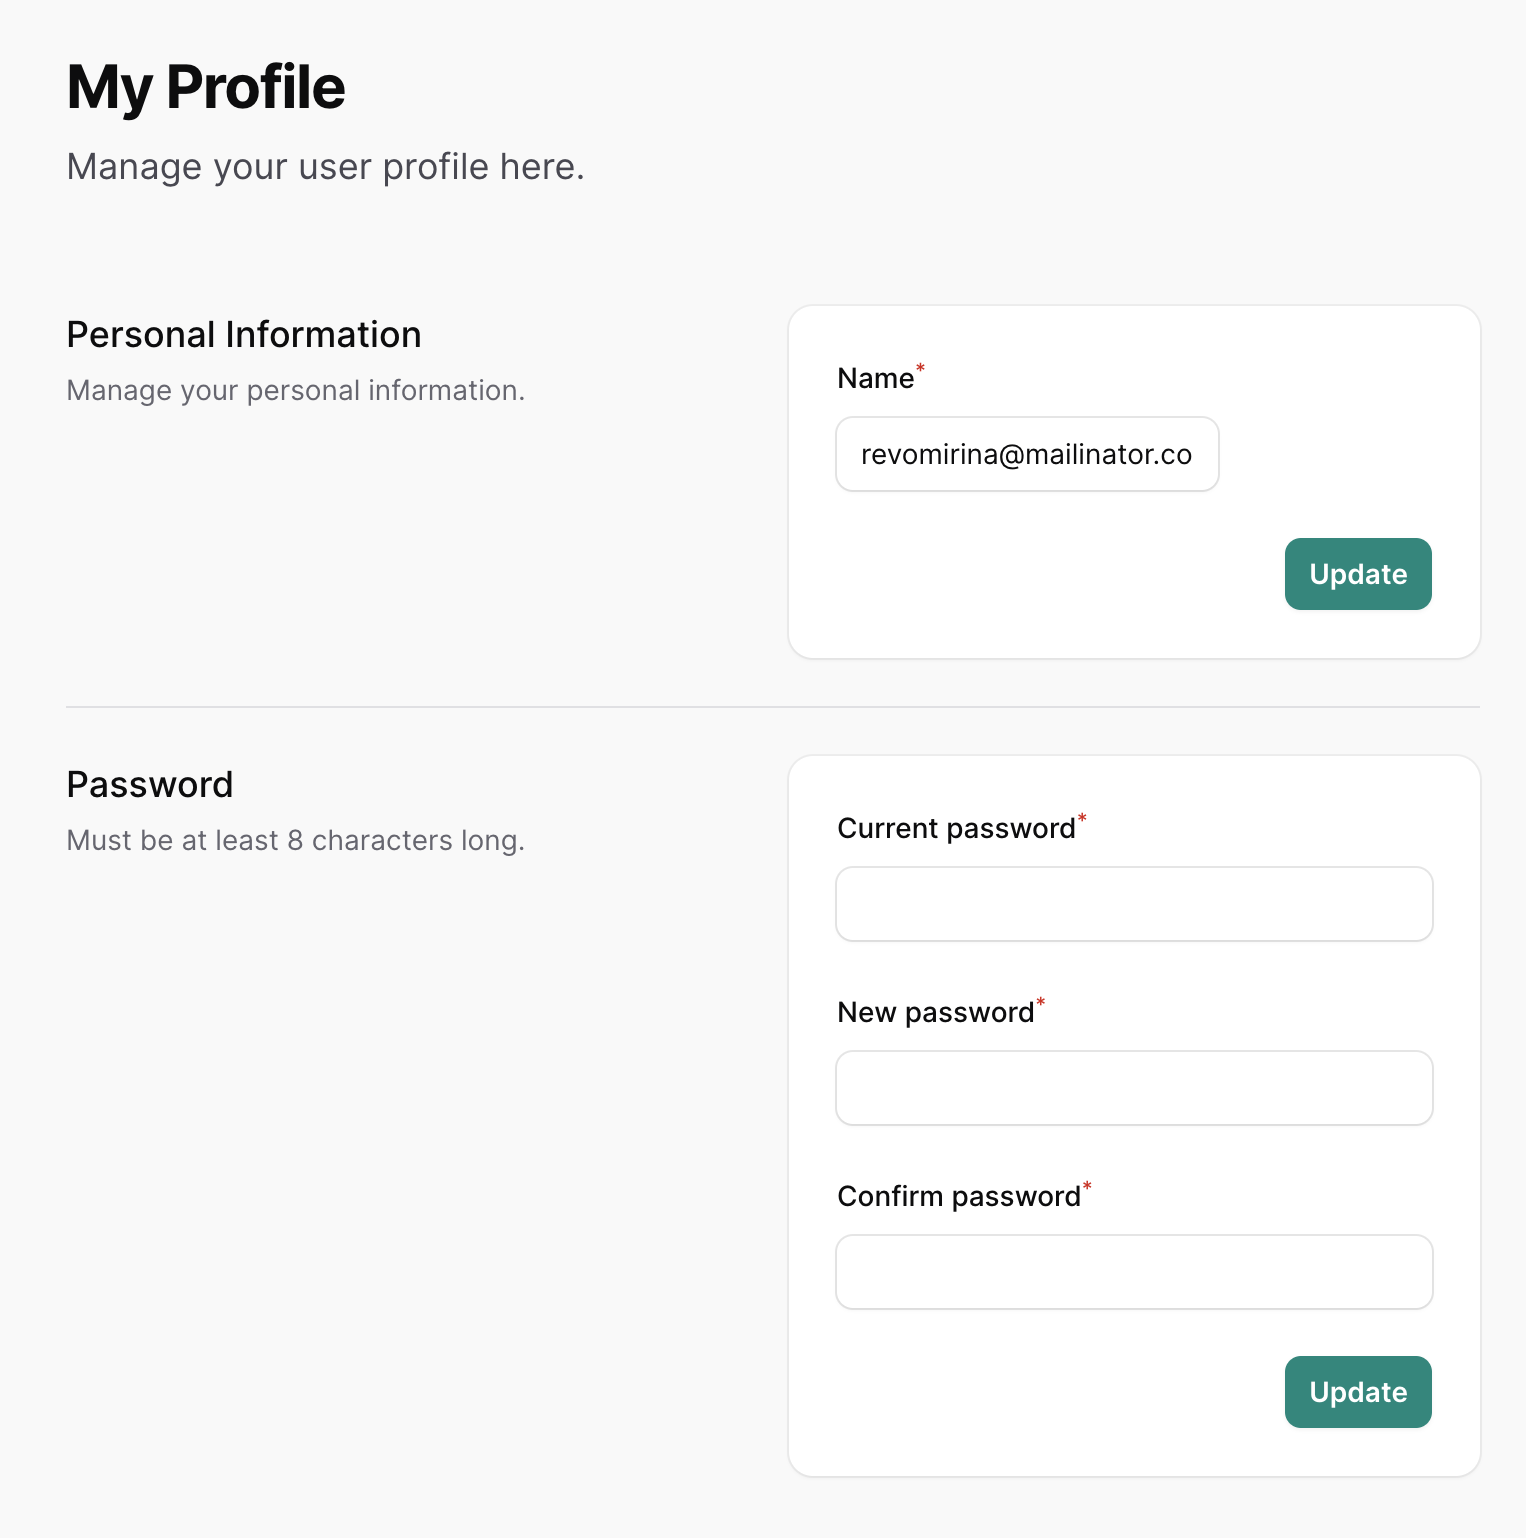 My Profile
Manage your user profile here.
Personal Information
Manage your personal information.
Name*
revomirina@mailinator.co
Update
Password
Must be at least 8 characters long.
Current password*
New password*
Confirm password*
Update